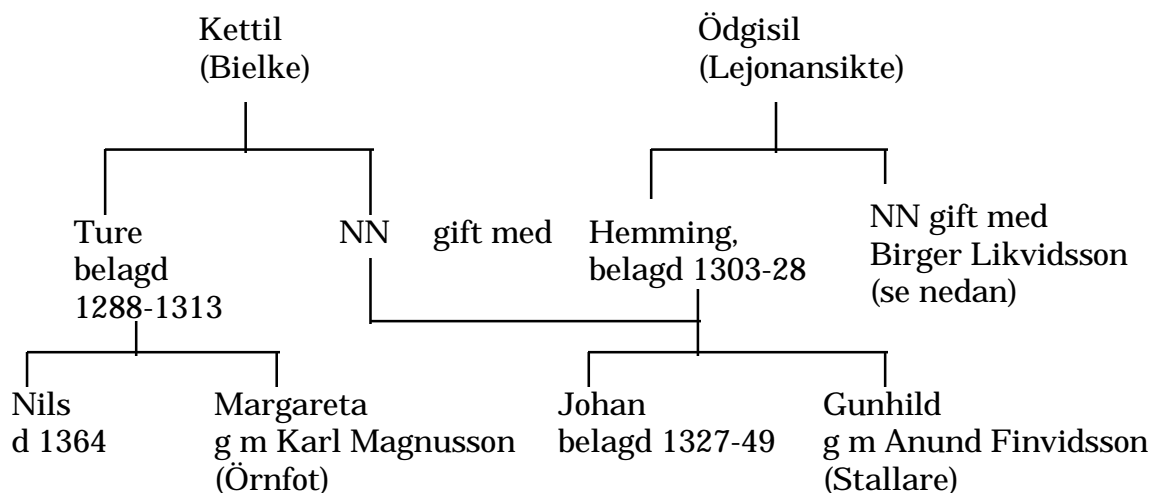 Kettil
(Bielke)
Ödgisil
(Lejonansikte)
Ture
belagd
1288-1313
NN gift med
Hemming,
belagd 1303-28
NN gift med
Birger Likvidsson
(se nedan)
Nils
d 1364
Margareta
g m Karl Magnusson
(Örnfot)
Johan
belagd 1327-49
Gunhild
g m Anund Finvidsson
(Stallare)